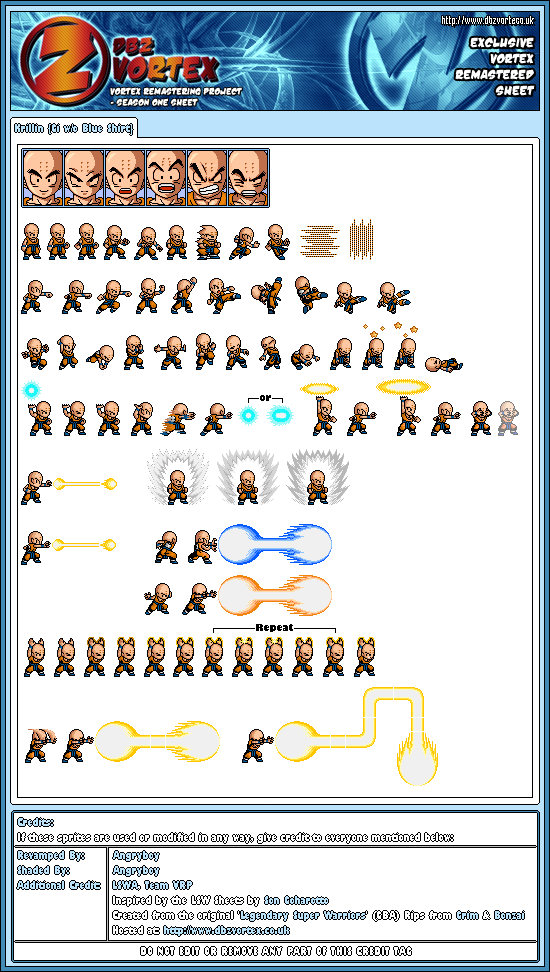 http://www.dbzvortex.co.uk
DBZ
VORTEX
VORTEX REMASTERING PROJECT
- SEASON ONE SHEET
EXCLUSIVE
VORTEX
REMASTERED
SHEET
Krillin (Gi w/o Blue Shirt)
or
Repeat
Credits:
If these sprites are used or modified in any way, give credit to everyone mentioned below:
Revamped By: Angryboy
Shaded By: Angryboy
Additional Credit: LSWA, Team VRP
Inspired by the LSW Sheets by Son Goharotto
Created from the original 'Legendary Super Warriors' (GBA) Rips from Grim & Bonzai
Hosted at: http://www.dbzvortex.co.uk
DO NOT EDIT OR REMOVE ANY PART OF THIS CREDIT TAG